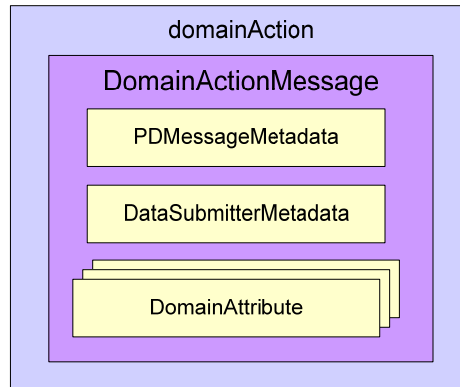 domainAction
DomainActionMessage
PDMessageMetadata
DataSubmitterMetadata
DomainAttribute